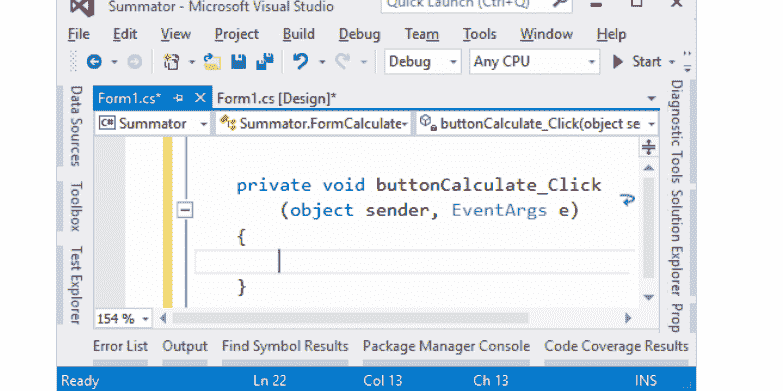 Summator - Microsoft Visual Studio
Quick Launch (Ctrl+Q)
File Edit View Project Build Debug Team Tools Window Help
Debug Any CPU Start
Form1.cs* Form1.cs [Design]*
C# Summator Summator.FormCalculate buttonCalculate_Click(object se
Data Sources
Toolbox
Test Explorer
private void buttonCalculate_Click
(object sender, EventArgs e)
{
}
Diagnostic Tools
Solution Explorer
Prop
154 %
Error List Output Find Symbol Results Package Manager Console Code Coverage Results
Ready Ln 22 Col 13 Ch 13 INS